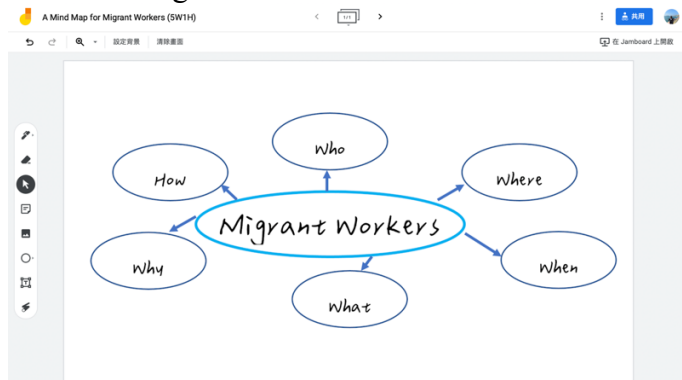 A Mind Map for Migrant Workers (5W1H)
1/1
共用
設定背景
清除畫面
在 Jamboard 上開啟
Who
How
Where
Migrant Workers
Why
When
What